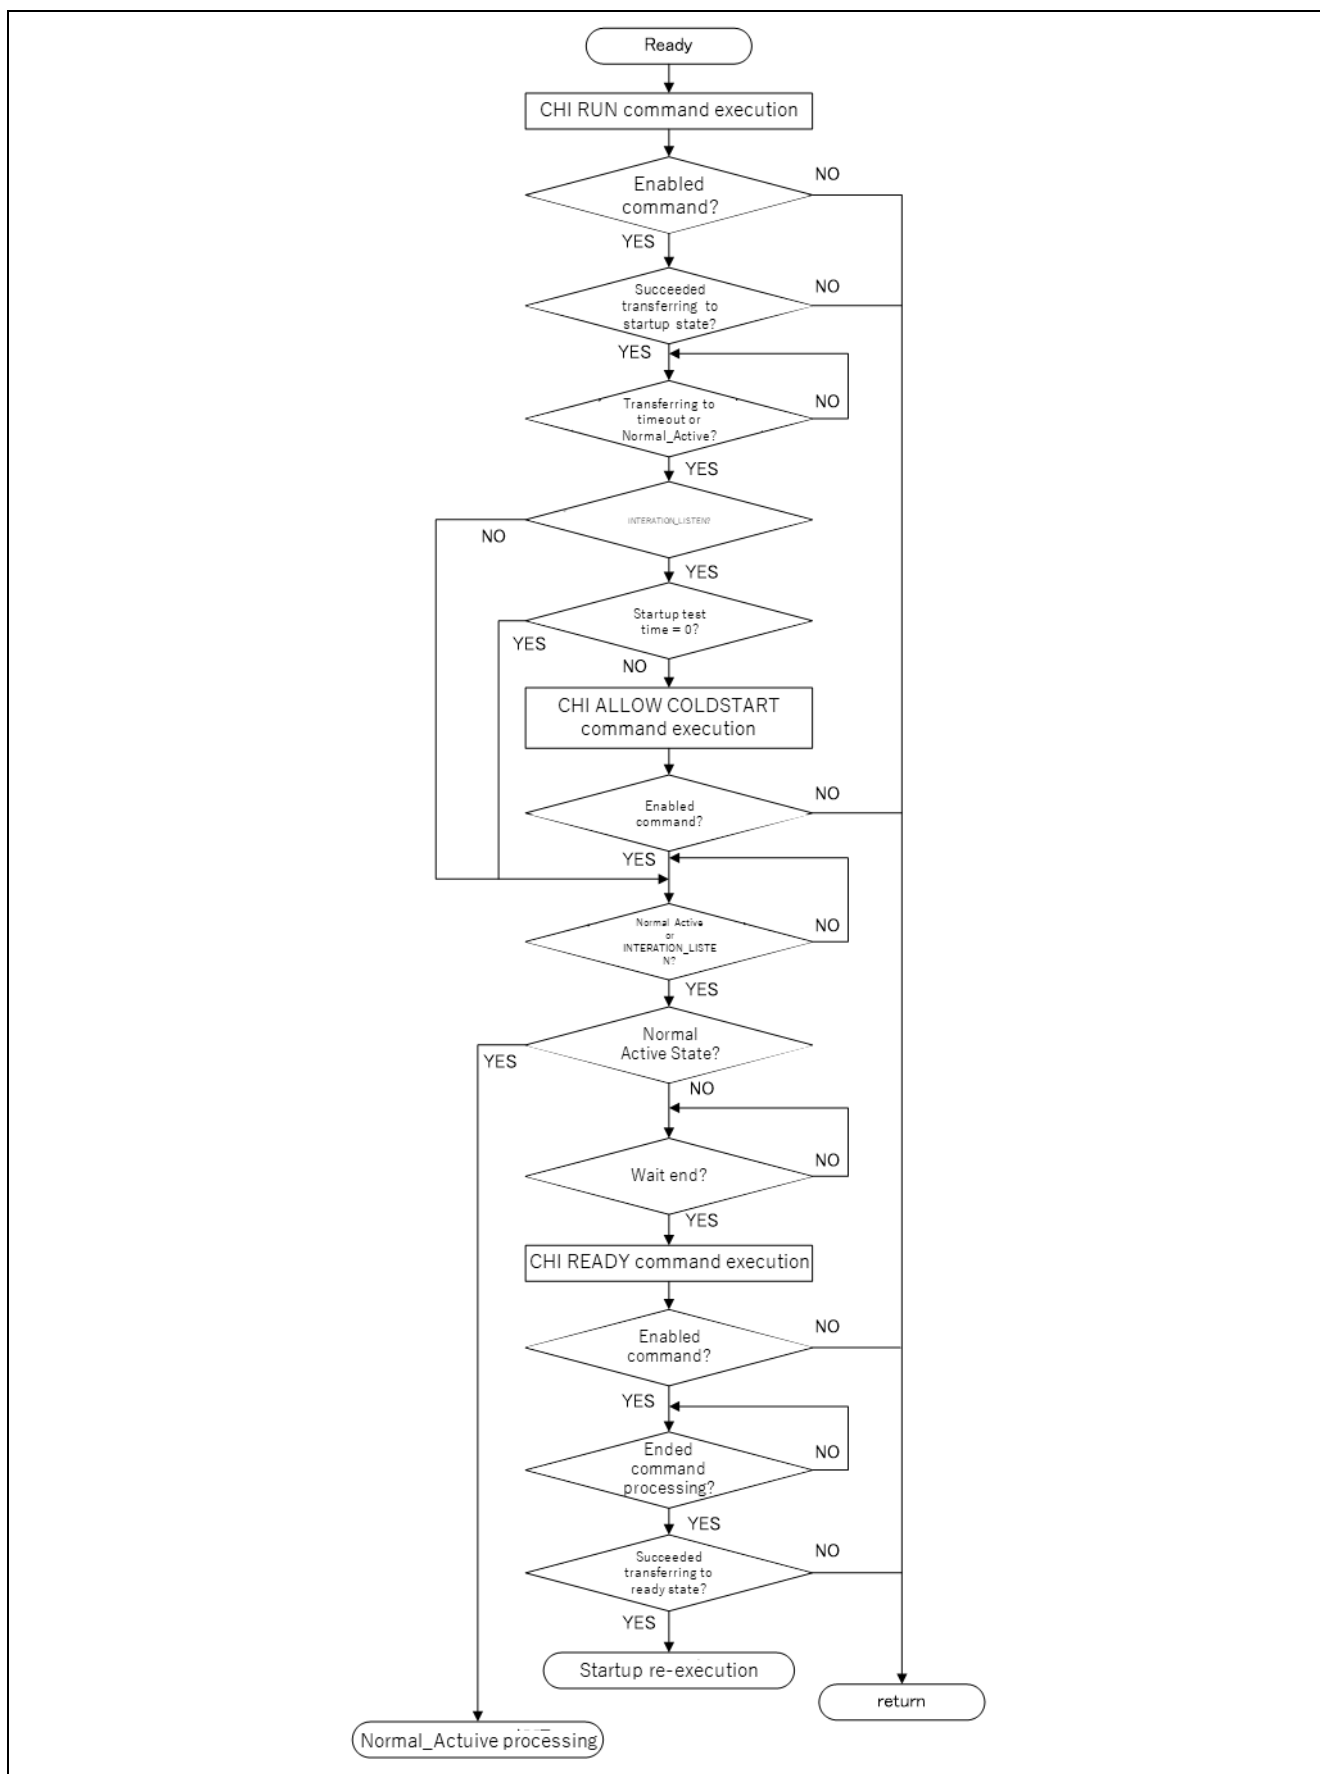 Ready
CHI RUN command execution
Enabled
command?
NO
YES
Succeeded
transferring to
startup state?
NO
YES
Transferring to
timeout or
Normal_Active?
NO
YES
INTERATION_LISTEN?
NO
YES
Startup test
time = 0?
YES
NO
CHI ALLOW COLDSTART
command execution
Enabled
command?
NO
YES
Normal Active
or
INTERATION_LISTE
N?
NO
YES
Normal
Active State?
YES
NO
Wait end?
NO
YES
CHI READY command execution
Enabled
command?
NO
YES
Ended
command
processing?
NO
YES
Succeeded
transferring to
ready state?
NO
YES
Startup re-execution
return
Normal_Actuive processing